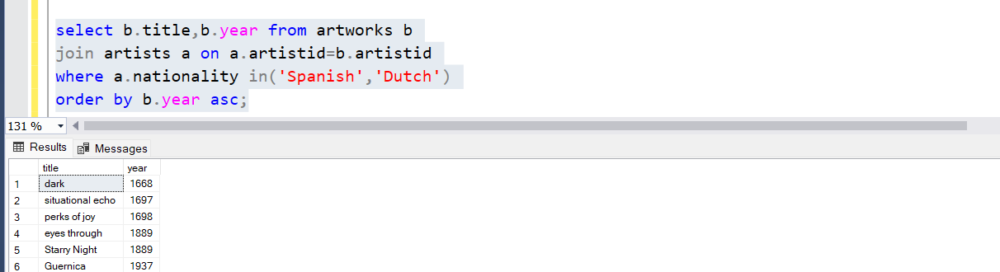 select b.title,b.year from artworks b
join artists a on a.artistid=b.artistid
where a.nationality in('Spanish','Dutch')
order by b.year asc;
131 %
Results Messages
title year
1 dark 1668
2 situational echo 1697
3 perks of joy 1698
4 eyes through 1889
5 Starry Night 1889
6 Guernica 1937